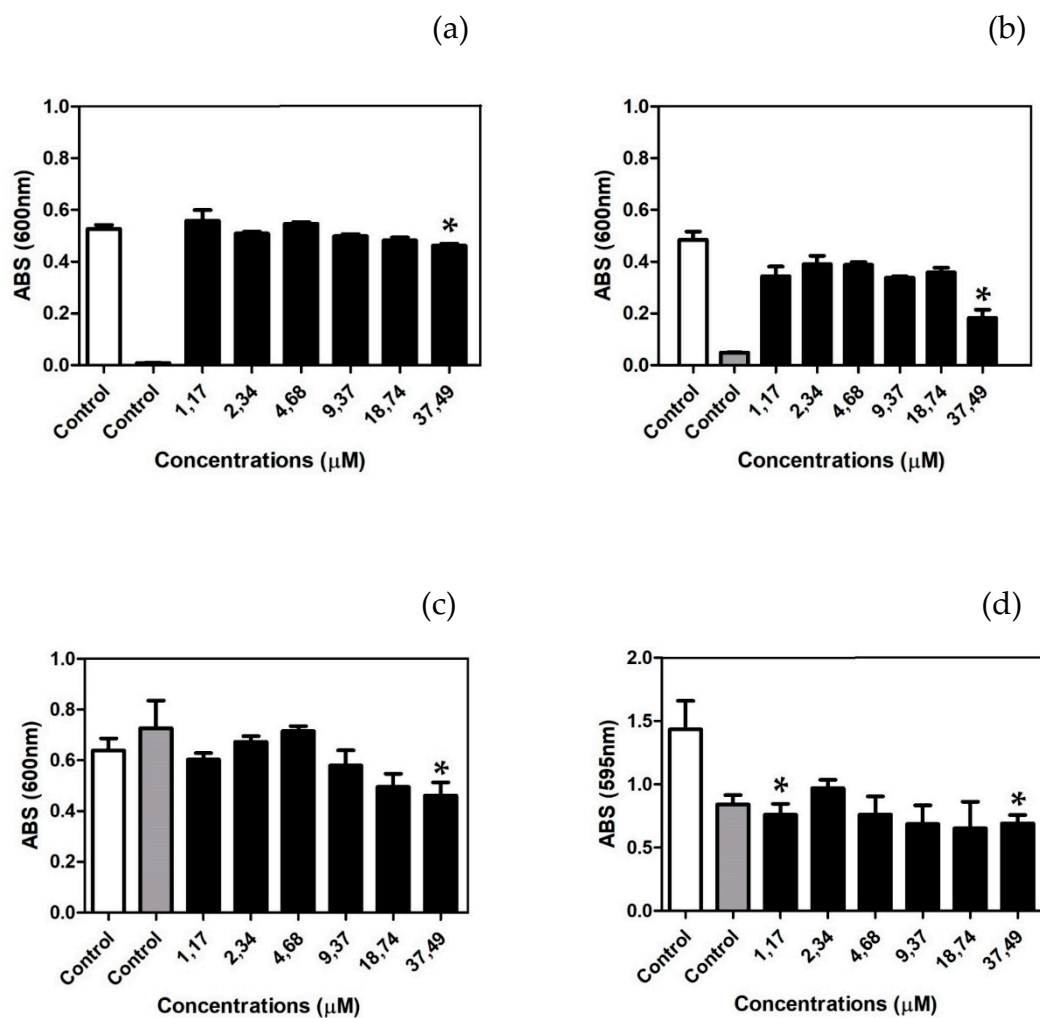 (a)
ABS (600nm)
1.0
0.8
0.6
0.4
0.2
0.0
*
Control
Control
1,17
2,34
4,68
9,37
18,74
37,49
Concentrations (μM)
(b)
ABS (600nm)
1.0
0.8
0.6
0.4
0.2
0.0
*
Control
Control
1,17
2,34
4,68
9,37
18,74
37,49
Concentrations (μM)
(c)
ABS (600nm)
1.0
0.8
0.6
0.4
0.2
0.0
*
Control
Control
1,17
2,34
4,68
9,37
18,74
37,49
Concentrations (μM)
(d)
ABS (595nm)
2.0
1.5
1.0
0.5
0.0
*
*
Control
Control
1,17
2,34
4,68
9,37
18,74
37,49
Concentrations (μM)